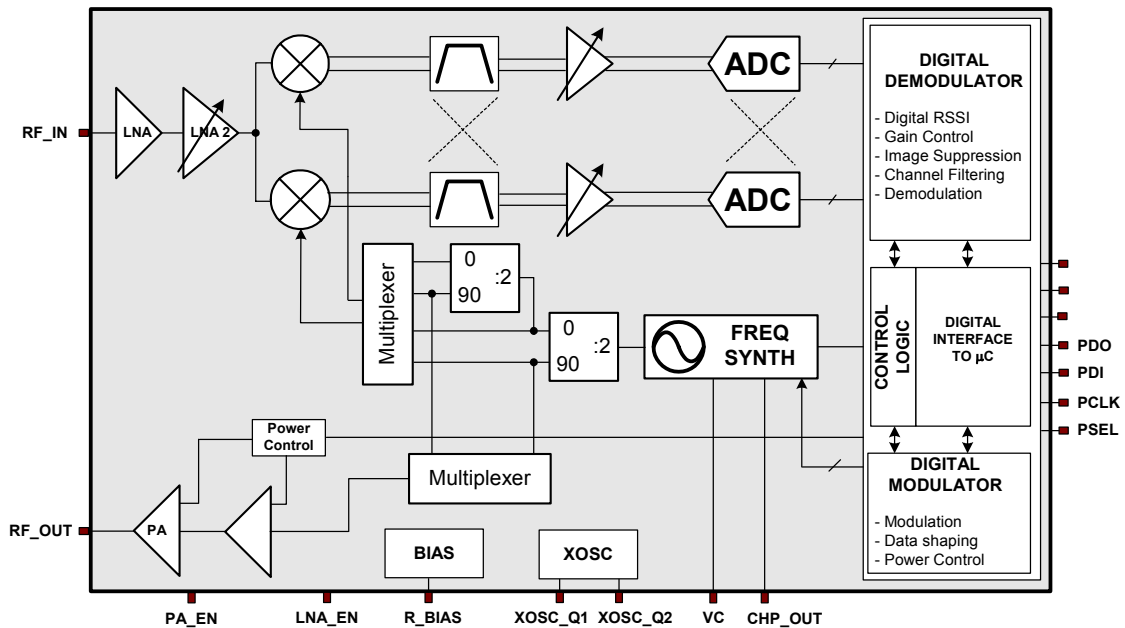 ADC
DIGITAL
DEMODULATOR
- Digital RSSI
- Gain Control
- Image Suppression
- Channel Filtering
- Demodulation
RF_IN
LNA
LNA 2
ADC
Multiplexer
0
:2
90
0
:2
90
FREQ
SYNTH
CONTROL
LOGIC
DIGITAL
INTERFACE
TO µC
PDO
PDI
PCLK
PSEL
Power
Control
Multiplexer
DIGITAL
MODULATOR
- Modulation
- Data shaping
- Power Control
RF_OUT
PA
BIAS
XOSC
PA_EN
LNA_EN
R_BIAS
XOSC_Q1
XOSC_Q2
VC
CHP_OUT